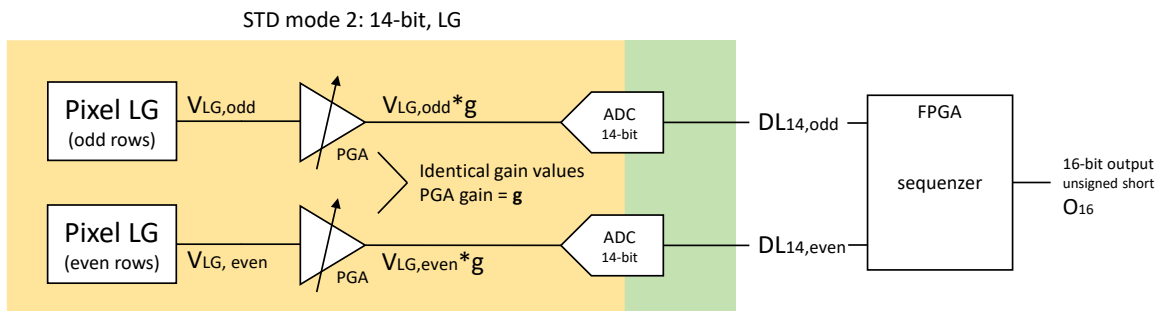 STD mode 2: 14-bit, LG
Pixel LG
(odd rows)
VLG,odd
PGA
VLG,odd*g
ADC
14-bit
DL14,odd
Identical gain values
PGA gain = g
Pixel LG
(even rows)
VLG, even
PGA
VLG,even*g
ADC
14-bit
DL14,even
FPGA
sequenzer
16-bit output
unsigned short
O16